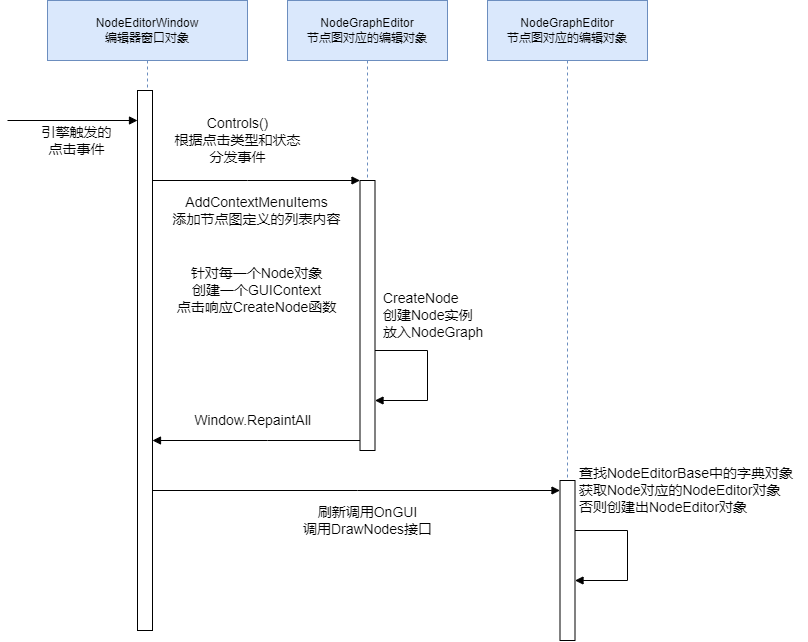 NodeEditorWindow
编辑器窗口对象
NodeGraphEditor
节点图对应的编辑对象
NodeGraphEditor
节点图对应的编辑对象
引擎触发的
点击事件
Controls()
根据点击类型和状态
分发事件
AddContextMenuItems
添加节点图定义的列表内容
针对每一个Node对象
创建一个GUIContext
点击响应CreateNode函数
CreateNode
创建Node实例
放入NodeGraph
Window.RepaintAll
查找NodeEditorBase中的字典对象
获取Node对应的NodeEditor对象
否则创建出NodeEditor对象
刷新调用OnGUI
调用DrawNodes接口